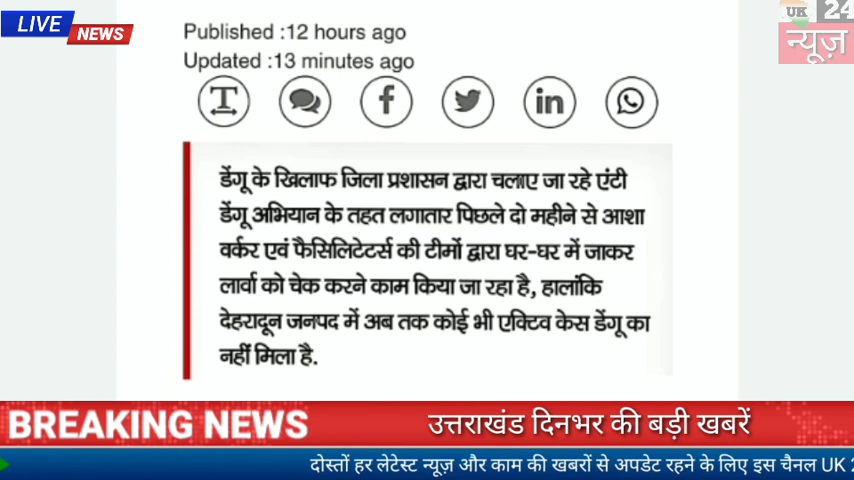 LIVE
NEWS
Published :12 hours ago
Updated :13 minutes ago
UK 24
न्यूज़
डेंगू के खिलाफ जिला प्रशासन द्वारा चलाए जा रहे एंटी
डेंगू अभियान के तहत लगातार पिछले दो महीने से आशा
वर्कर एवं फैसिलिटेटर्स की टीमों द्वारा घर-घर में जाकर
लार्वा को चेक करने काम किया जा रहा है, हालांकि
देहरादून जनपद में अब तक कोई भी एक्टिव केस डेंगू का
नहीं मिला है.
BREAKING NEWS
उत्तराखंड दिनभर की बड़ी खबरें
दोस्तों हर लेटेस्ट न्यूज़ और काम की खबरों से अपडेट रहने के लिए इस चैनल UK 2